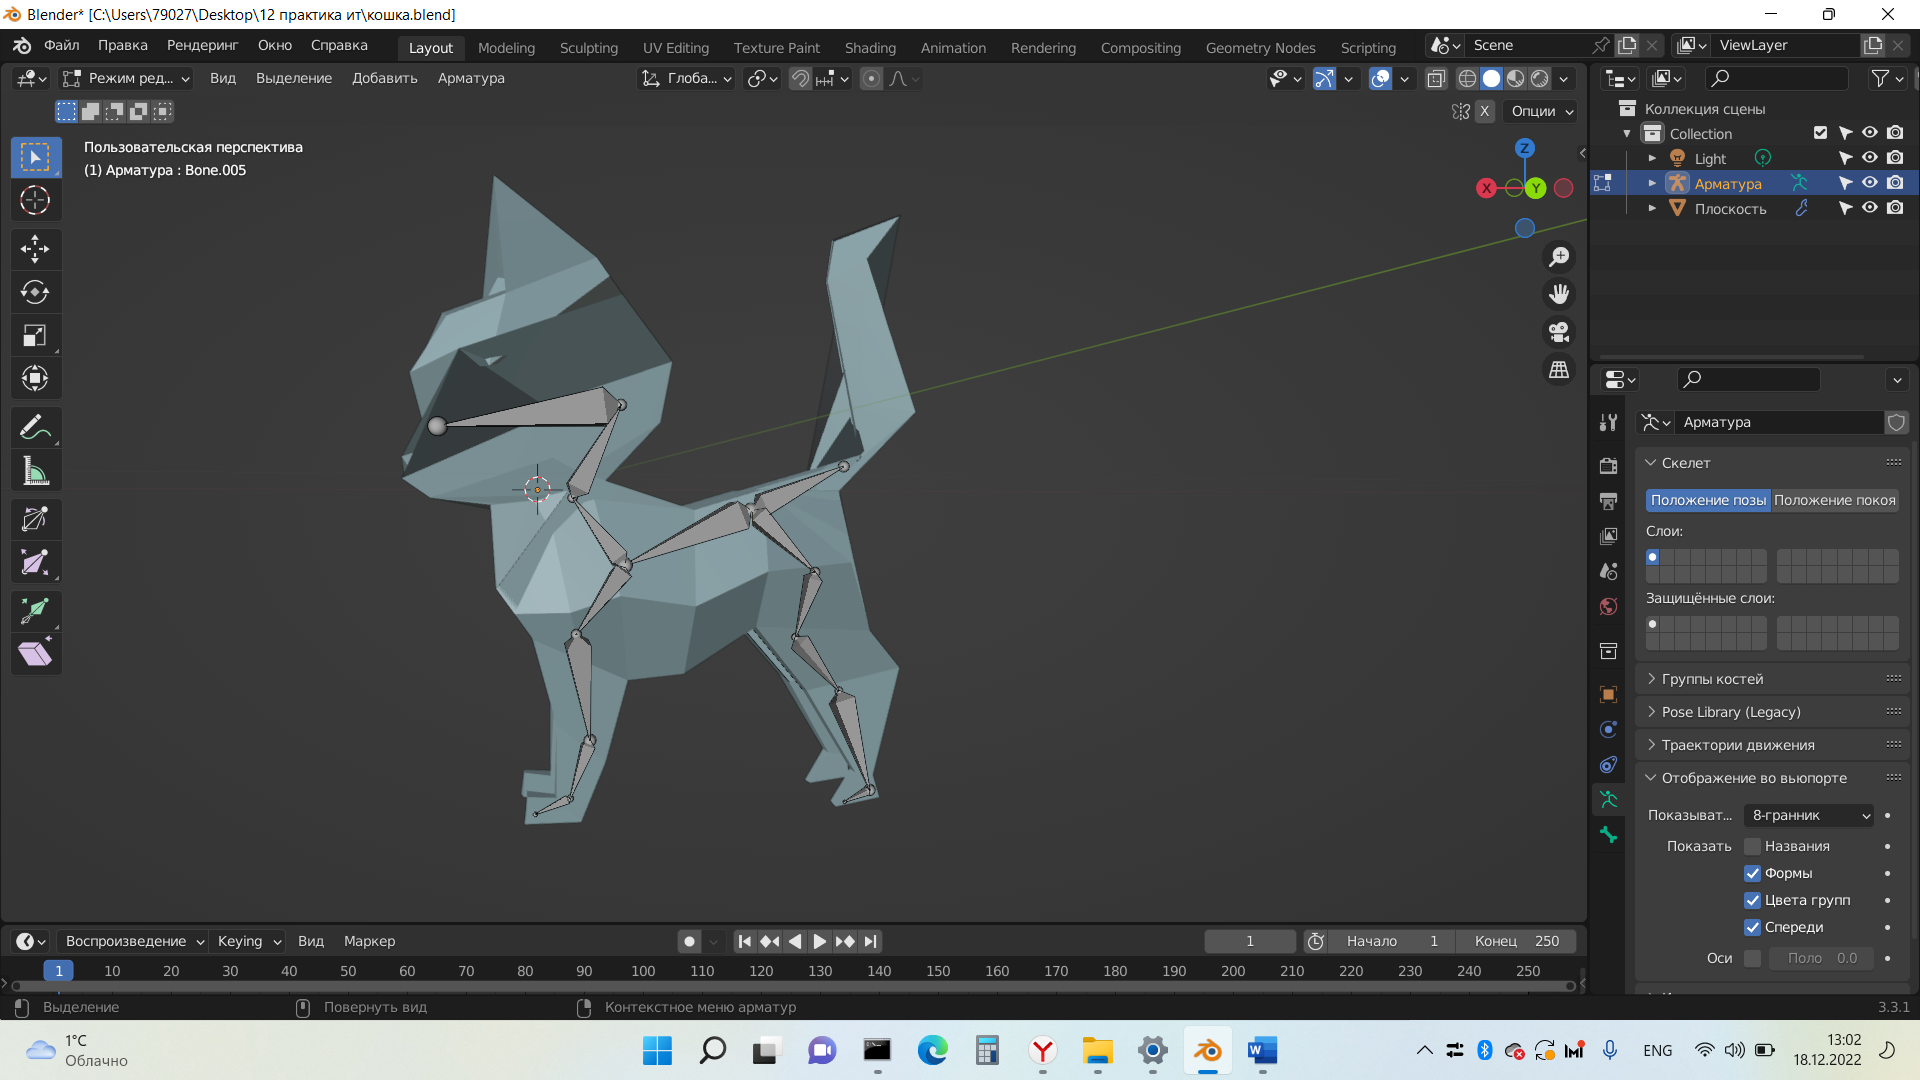 Blender* [C:\Users\79027\Desktop\12 практика ит\кошка.blend]
Файл Правка Рендеринг Окно Справка Layout Modeling Sculpting UV Editing Texture Paint Shading Animation Rendering Compositing Geometry Nodes Scripting Scene ViewLayer
Режим ред... Вид Выделение Добавить Арматура Глоба...
X Опции
Пользовательская перспектива
(1) Арматура : Bone.005
Z
X Y
Коллекция сцены
Collection
Light
Арматура
Плоскость
Арматура
Скелет
Положение позы Положение покоя
Слои:
Защищённые слои:
Группы костей
Pose Library (Legacy)
Траектории движения
Отображение во вьюпорте
Показыват... 8-гранник
Показать Названия
Формы
Цвета групп
Спереди
Оси Поло 0.0
Воспроизведение Keying Вид Маркер 1 Начало 1 Конец 250
1 10 20 30 40 50 60 70 80 90 100 110 120 130 140 150 160 170 180 190 200 210 220 230 240 250
Выделение Повернуть вид Контекстное меню арматур 3.3.1
1°C
Облачно
ENG
13:02
18.12.2022